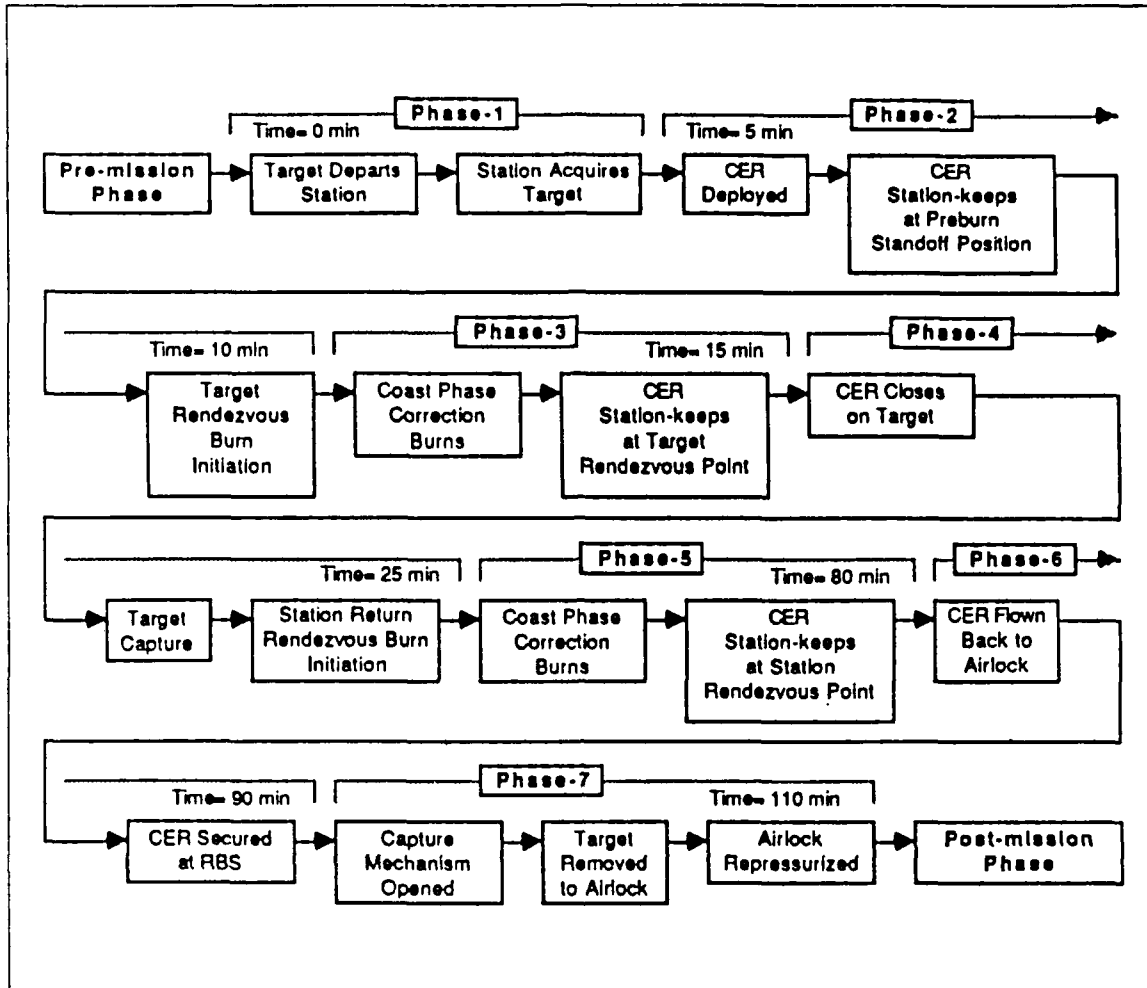 Phase-1
Phase-2
Time= 0 min
Time= 5 min
Pre-mission
Phase
Target Departs
Station
Station Acquires
Target
CER
Deployed
CER
Station-keeps
at Preburn
Standoff Position
Phase-3
Phase-4
Time= 10 min
Time= 15 min
Target
Rendezvous
Burn
Initiation
Coast Phase
Correction
Burns
CER
Station-keeps
at Target
Rendezvous Point
CER Closes
on Target
Phase-5
Phase-6
Time= 25 min
Time= 80 min
Target
Capture
Station Return
Rendezvous Burn
Initiation
Coast Phase
Correction
Burns
CER
Station-keeps
at Station
Rendezvous Point
CER Flown
Back to
Airlock
Phase-7
Time= 90 min
Time= 110 min
CER Secured
at RBS
Capture
Mechanism
Opened
Target
Removed
to Airlock
Airlock
Repressurized
Post-mission
Phase